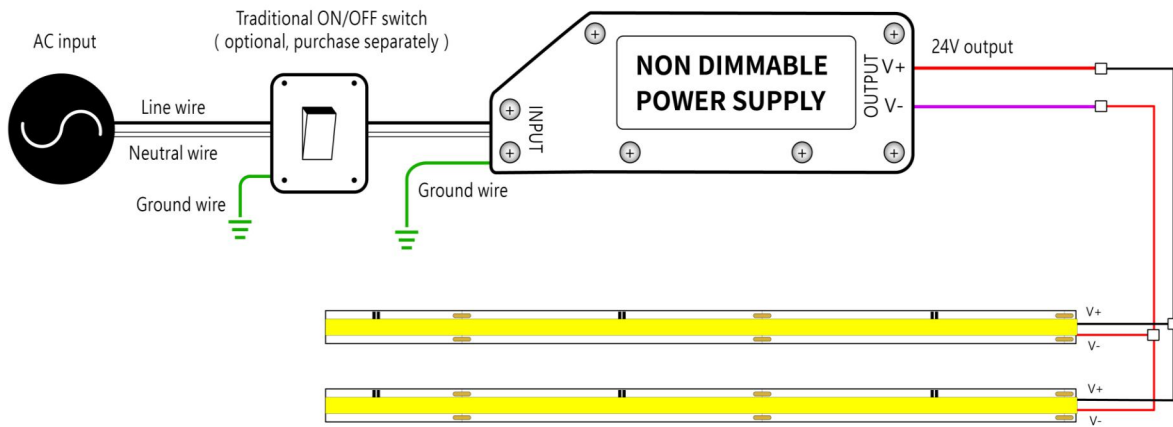 Traditional ON/OFF switch
( optional, purchase separately )
AC input
24V output
NON DIMMABLE
POWER SUPPLY
INPUT
OUTPUT
V+
V-
Line wire
Neutral wire
Ground wire
Ground wire
V+
V-
V+
V-